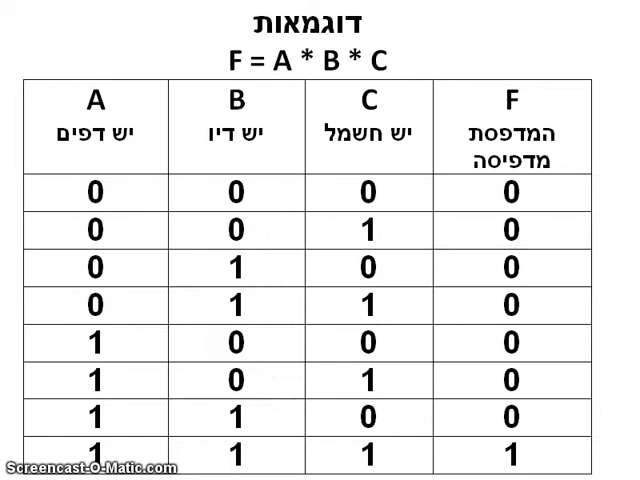 דוגמאות
F = A * B * C
A B C F
יש דפים יש דיו יש חשמל המדפסת
מדפיסה
0 0 0 0
0 0 1 0
0 1 0 0
0 1 1 0
1 0 0 0
1 0 1 0
1 1 0 0
1 1 1 1
Screencast-O-Matic.com